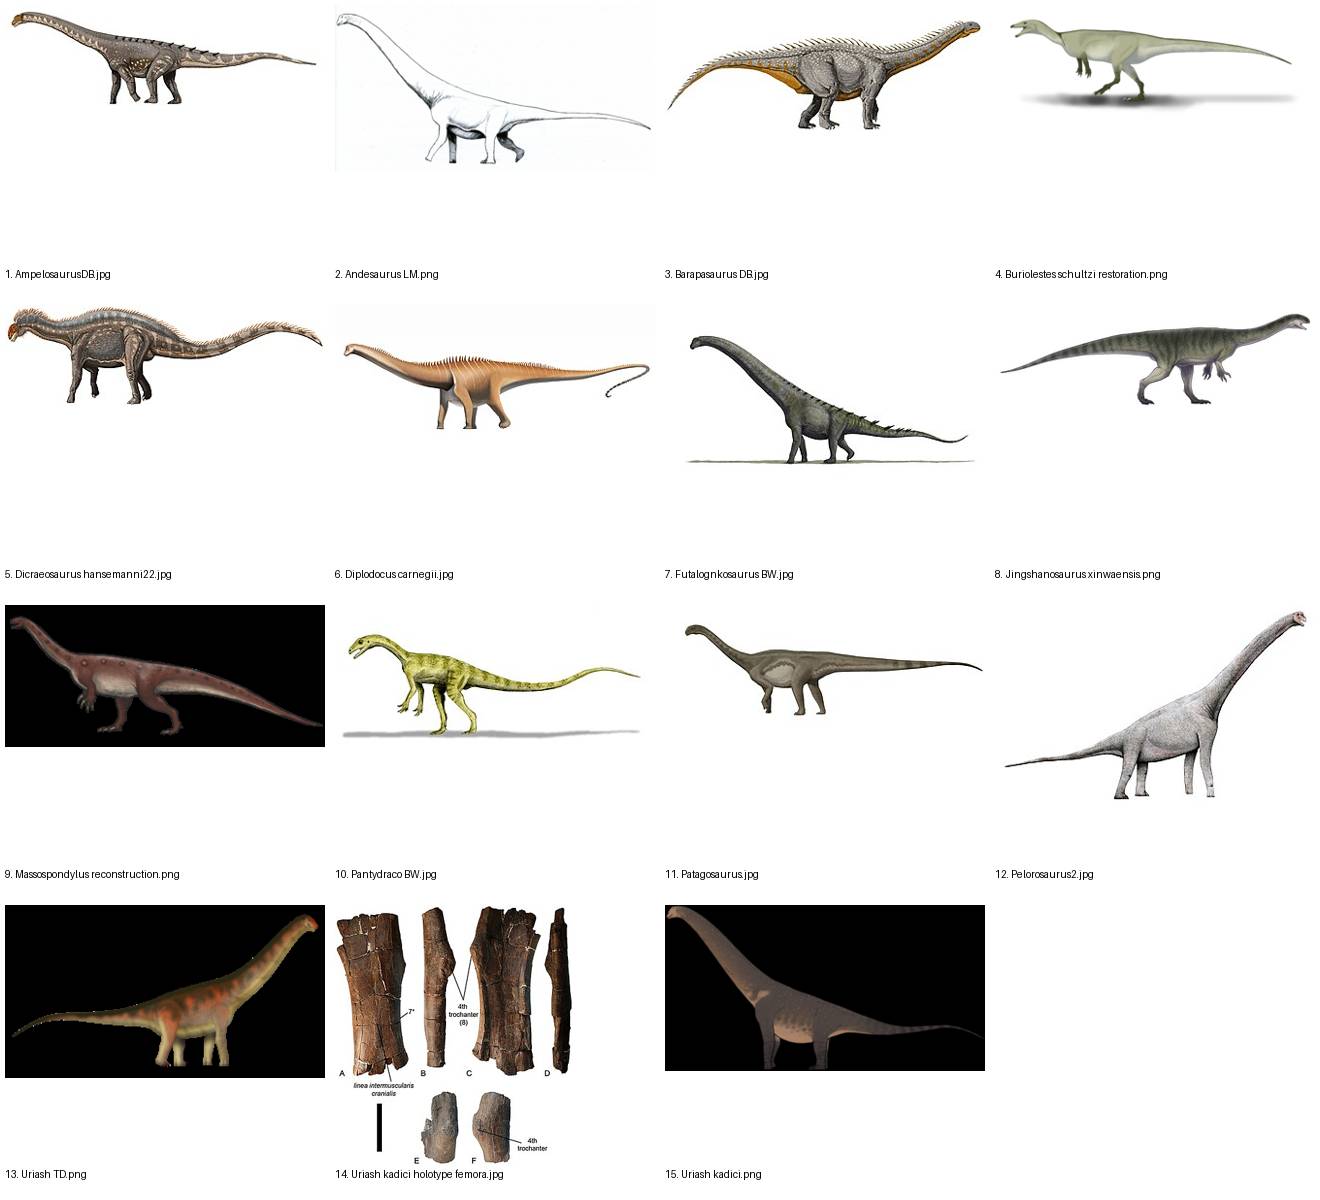 1. AmpelosaurusDB.jpg
2. Andesaurus LM.png
3. Barapasaurus DB.jpg
4. Buriolestes schultzi restoration.png
5. Dicraeosaurus hansemanni22.jpg
6. Diplodocus carnegii.jpg
7. Futalognkosaurus BW.jpg
8. Jingshanosaurus xinwaensis.png
9. Massospondylus reconstruction.png
10. Pantydraco BW.jpg
11. Patagosaurus.jpg
12. Pelorosaurus2.jpg
7*
4th
trochanter
(8)
A
B
C
D
linea intermuscularis
cranialis
4th
trochanter
E
F
13. Uriash TD.png
14. Uriash kadici holotype femora.jpg
15. Uriash kadici.png